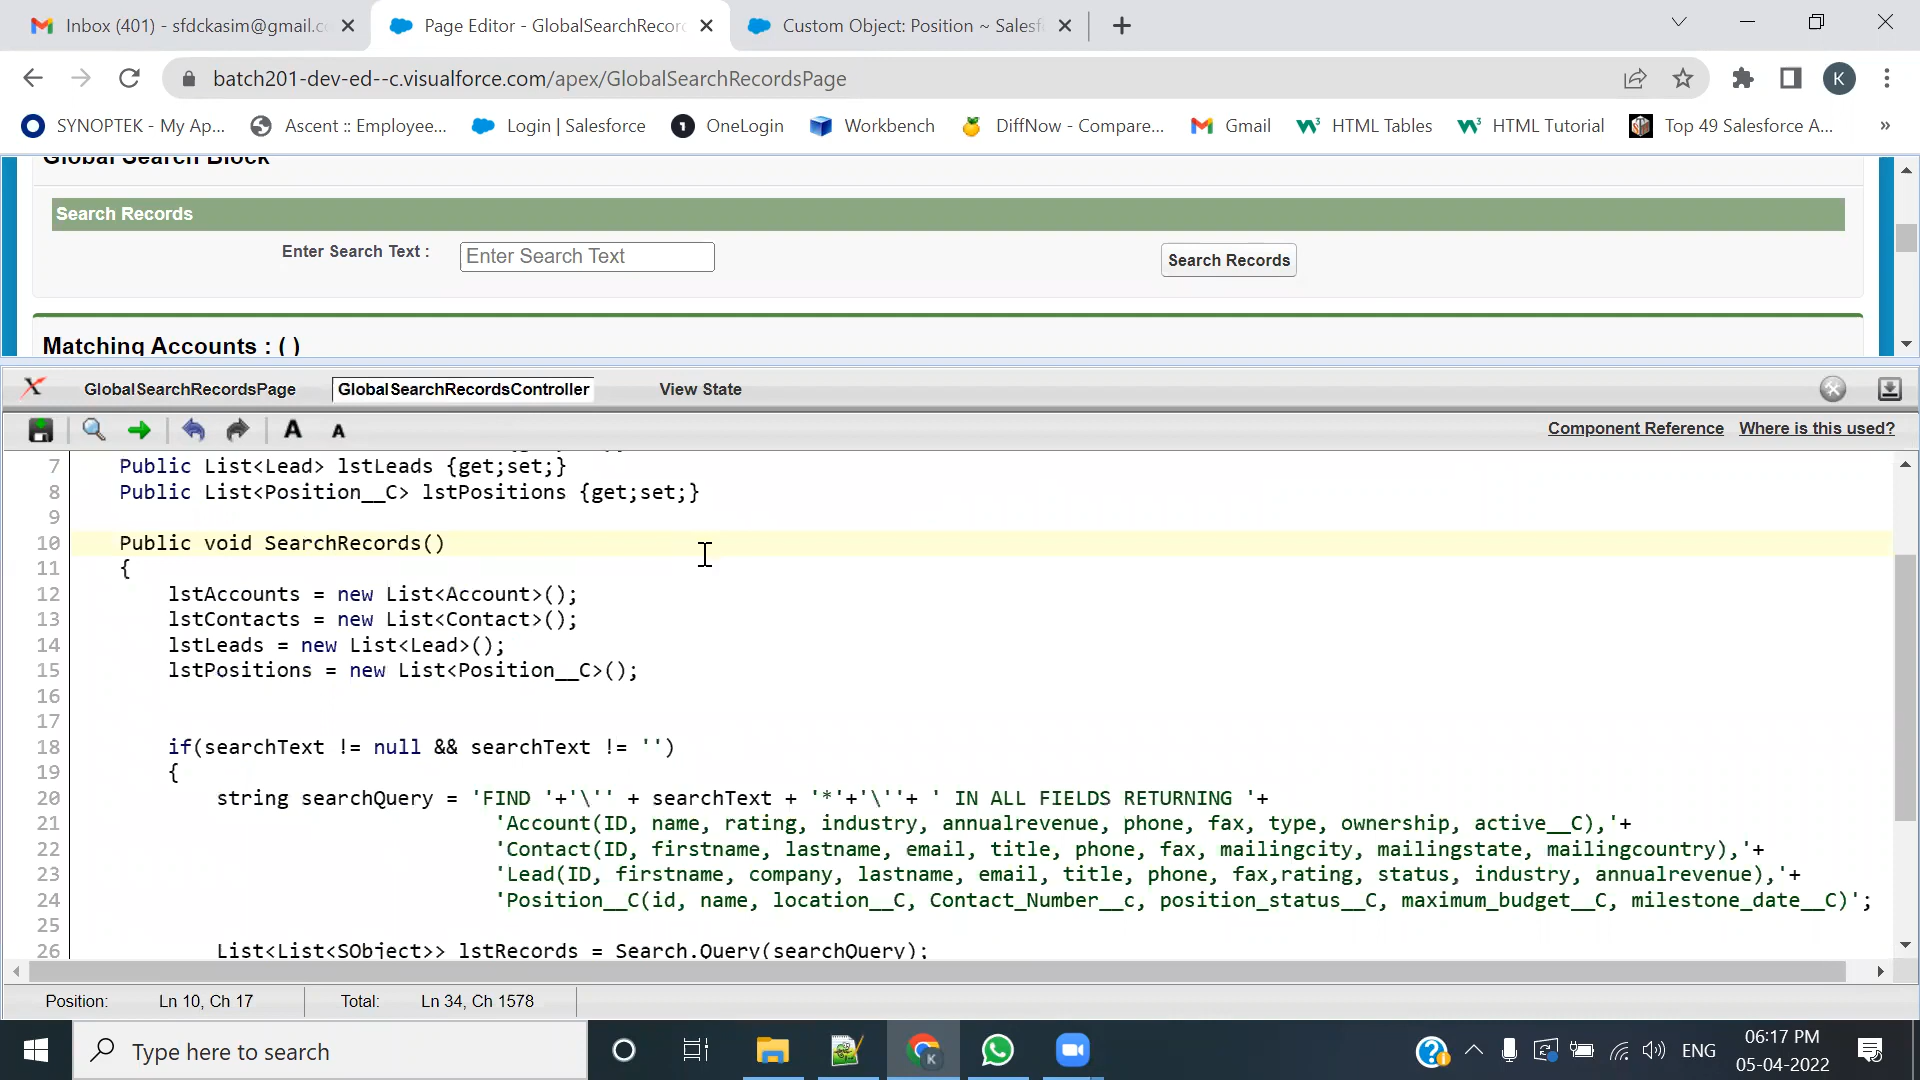 Inbox (401) - sfdckasim@gmail.c
Page Editor - GlobalSearchRecor
Custom Object: Position ~ Salesf
batch201-dev-ed--c.visualforce.com/apex/GlobalSearchRecordsPage
K
SYNOPTEK - My Ap...
Ascent :: Employee...
Login | Salesforce
OneLogin
Workbench
DiffNow - Compare...
Gmail
HTML Tables
HTML Tutorial
Top 49 Salesforce A...
»
Global Search Block
Search Records
Enter Search Text :
Enter Search Text
Search Records
Matching Accounts : ( )
GlobalSearchRecordsPage
GlobalSearchRecordsController
View State
A
A
Component Reference
Where is this used?
7 Public List<Lead> lstLeads {get;set;}
8 Public List<Position__C> lstPositions {get;set;}
9
10 Public void SearchRecords()
11 {
12 lstAccounts = new List<Account>();
13 lstContacts = new List<Contact>();
14 lstLeads = new List<Lead>();
15 lstPositions = new List<Position__C>();
16
17
18 if(searchText != null && searchText != '')
19 {
20 string searchQuery = 'FIND '+'\'' + searchText + '*'+'\''+ ' IN ALL FIELDS RETURNING '+
21 'Account(ID, name, rating, industry, annualrevenue, phone, fax, type, ownership, active__C),'+
22 'Contact(ID, firstname, lastname, email, title, phone, fax, mailingcity, mailingstate, mailingcountry),'+
23 'Lead(ID, firstname, company, lastname, email, title, phone, fax,rating, status, industry, annualrevenue),'+
24 'Position__C(id, name, location__C, Contact_Number__c, position_status__C, maximum_budget__C, milestone_date__C)';
25
26 List<List<SObject>> lstRecords = Search.Query(searchQuery);
Position: Ln 10, Ch 17 Total: Ln 34, Ch 1578
Type here to search
K
ENG
06:17 PM
05-04-2022